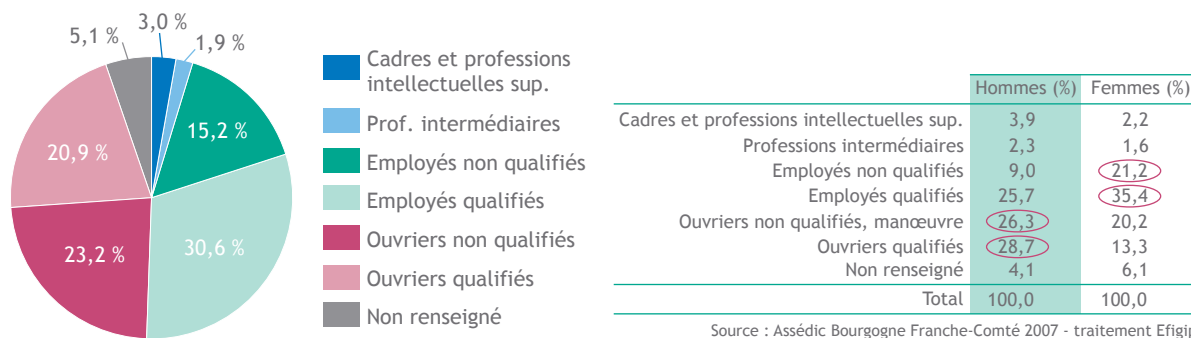 3,0 %
5,1 %
1,9 %
15,2 %
20,9 %
23,2 %
30,6 %
Cadres et professions
intellectuelles sup.
Prof. intermédiaires
Employés non qualifiés
Employés qualifiés
Ouvriers non qualifiés
Ouvriers qualifiés
Non renseigné
Hommes (%) Femmes (%)
Cadres et professions intellectuelles sup. 3,9 2,2
Professions intermédiaires 2,3 1,6
Employés non qualifiés 9,0 21,2
Employés qualifiés 25,7 35,4
Ouvriers non qualifiés, manœuvre 26,3 20,2
Ouvriers qualifiés 28,7 13,3
Non renseigné 4,1 6,1
Total 100,0 100,0
Source : Assédic Bourgogne Franche-Comté 2007 - traitement Efigip